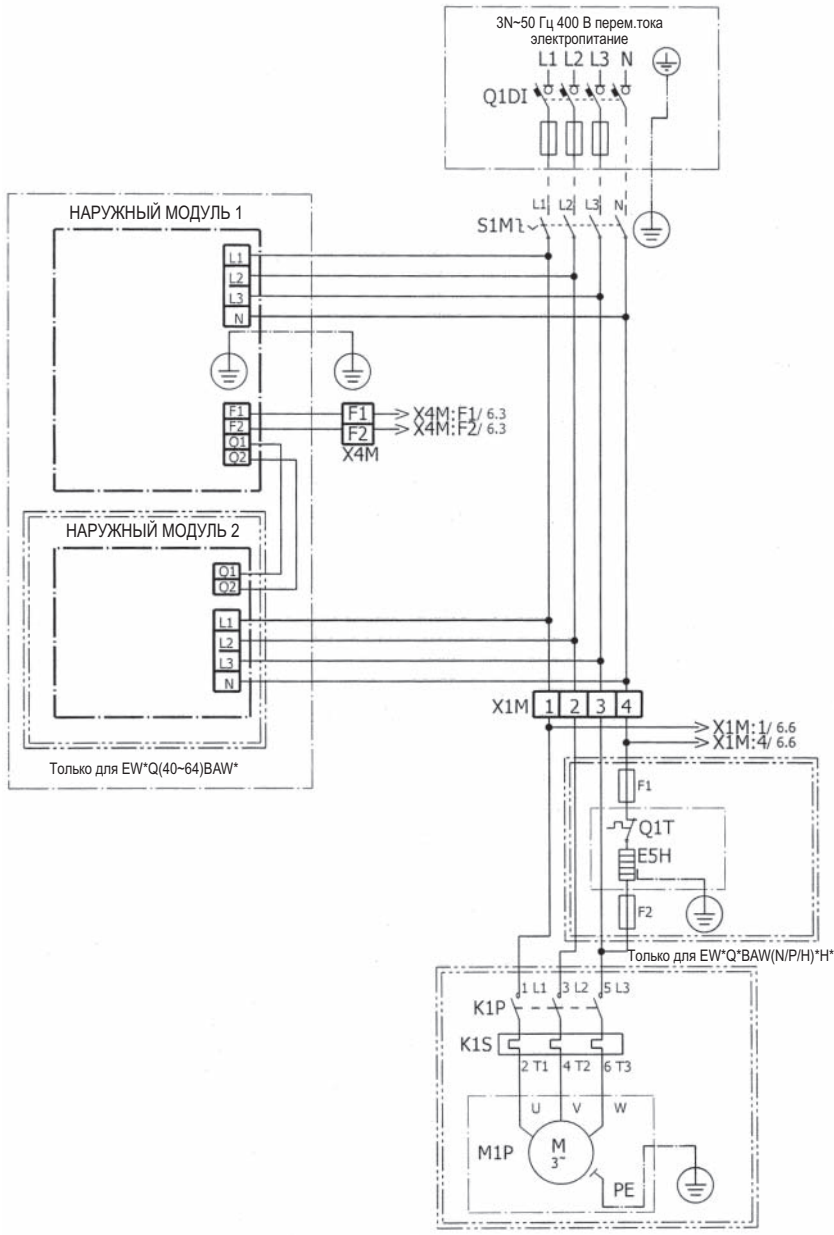 3N~50 Гц 400 В перем.тока
электропитание
L1 L2 L3 N
Q1DI
L1 L2 L3 N
S1M
НАРУЖНЫЙ МОДУЛЬ 1
L1
L2
L3
N
F1
F2
Q1
Q2
F1
F2
X4M
X4M:F1/ 6.3
X4M:F2/ 6.3
НАРУЖНЫЙ МОДУЛЬ 2
Q1
Q2
L1
L2
L3
N
Только для EW*Q(40~64)BAW*
X1M 1 2 3 4
X1M:1/ 6.6
X1M:4/ 6.6
F1
Q1T
E5H
F2
Только для EW*Q*BAW(N/P/H)*H*
1 L1 3 L2 5 L3
K1P
K1S
2 T1 4 T2 6 T3
U V W
M1P
M
3~
PE